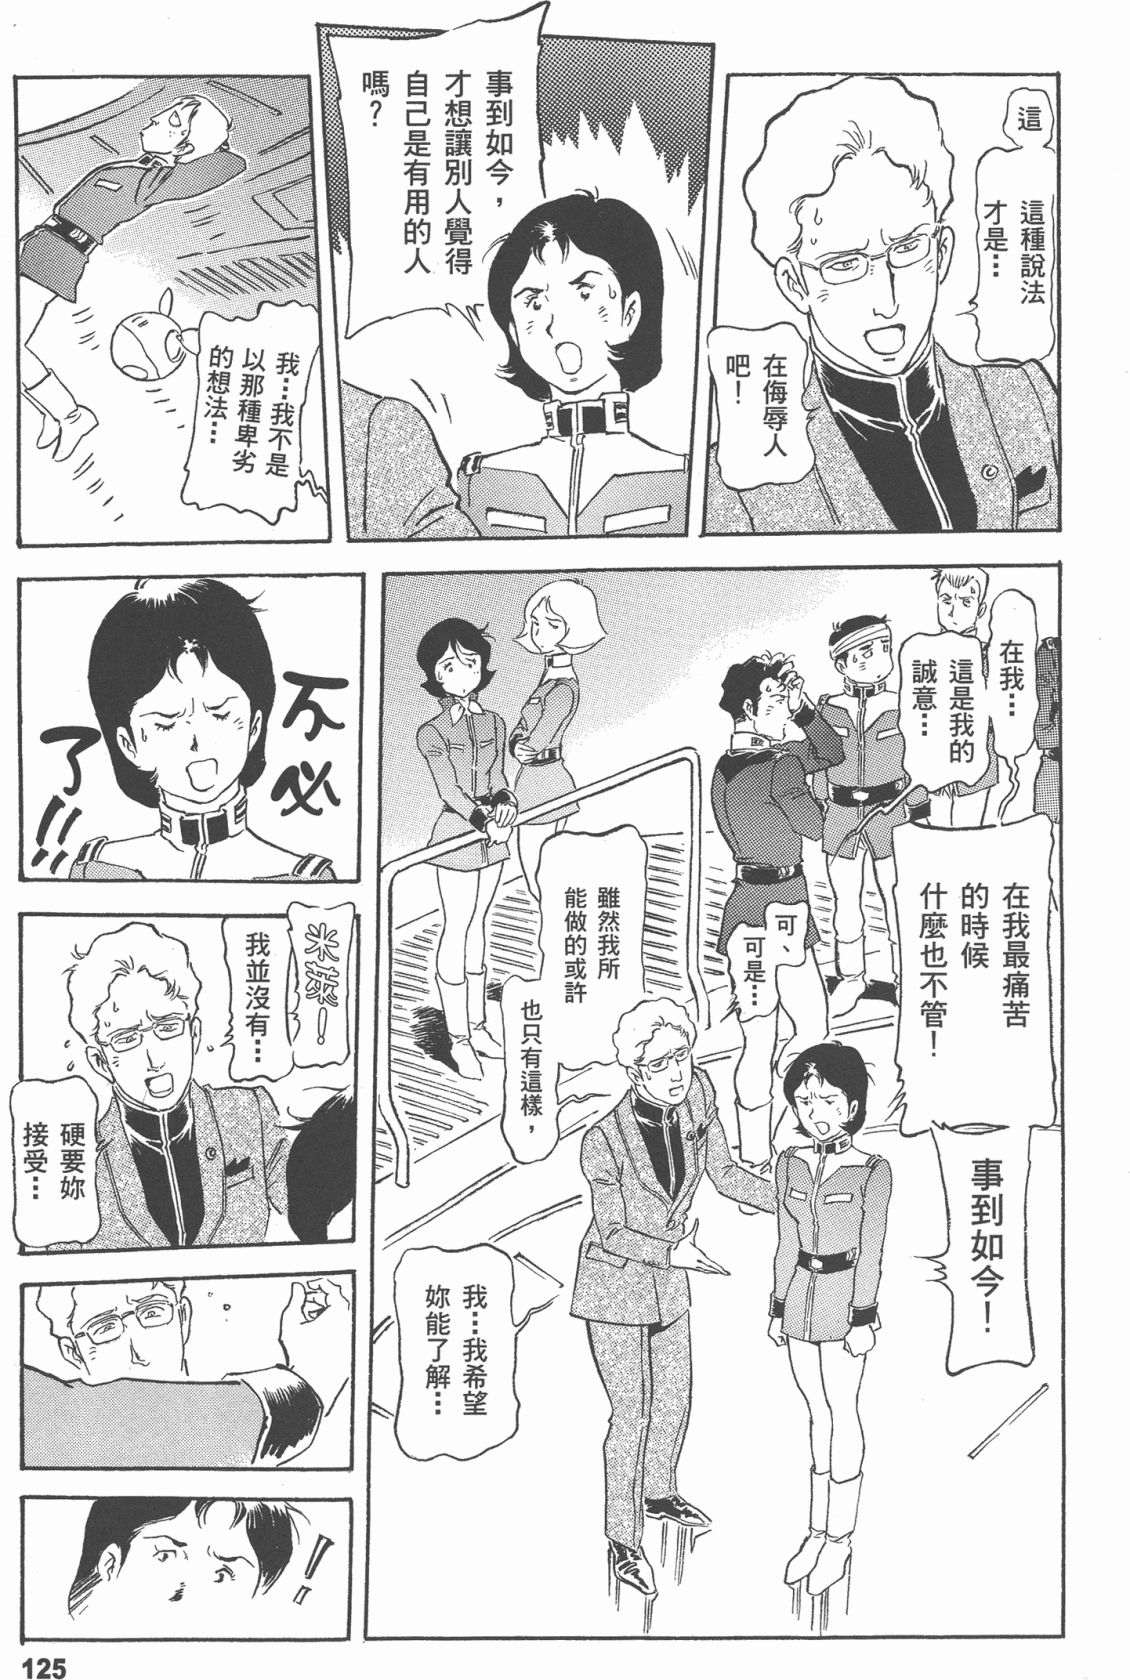 這
這種說法
才是…
在侮辱人
吧！
事到如今，
才想讓別人覺得
自己是有用的人
嗎？
我…我不是
以那種卑劣
的想法…
在我…
這是我的
誠意…
在我最痛苦
的時候
什麼也不管！
事到如今！
可、
可是…
雖然我所
能做的或許
也只有這樣，
我…我希望
妳能了解…
不必
了!!
米萊！
我並沒有…
硬要妳
接受…
！
125